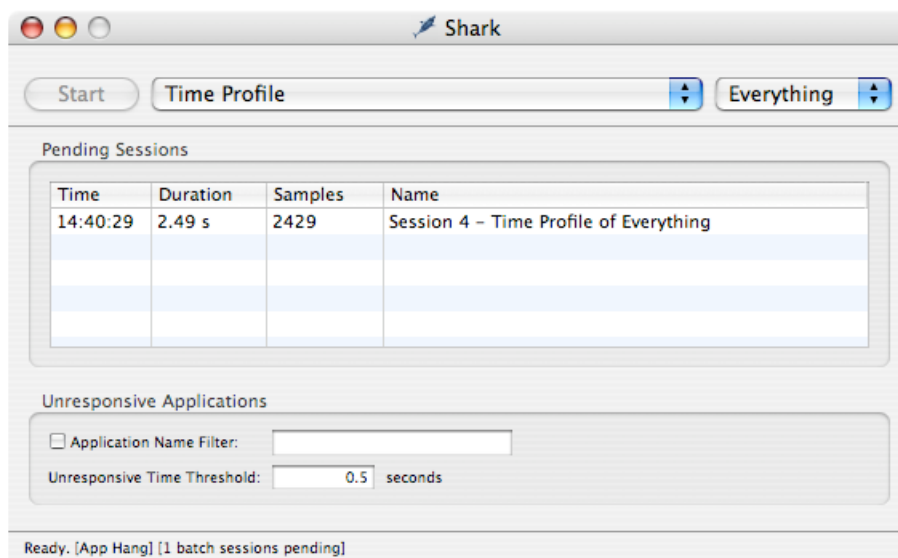 Shark
Start Time Profile Everything
Pending Sessions
Time Duration Samples Name
14:40:29 2.49 s 2429 Session 4 – Time Profile of Everything
Unresponsive Applications
Application Name Filter:
Unresponsive Time Threshold: 0.5 seconds
Ready. [App Hang] [1 batch sessions pending]